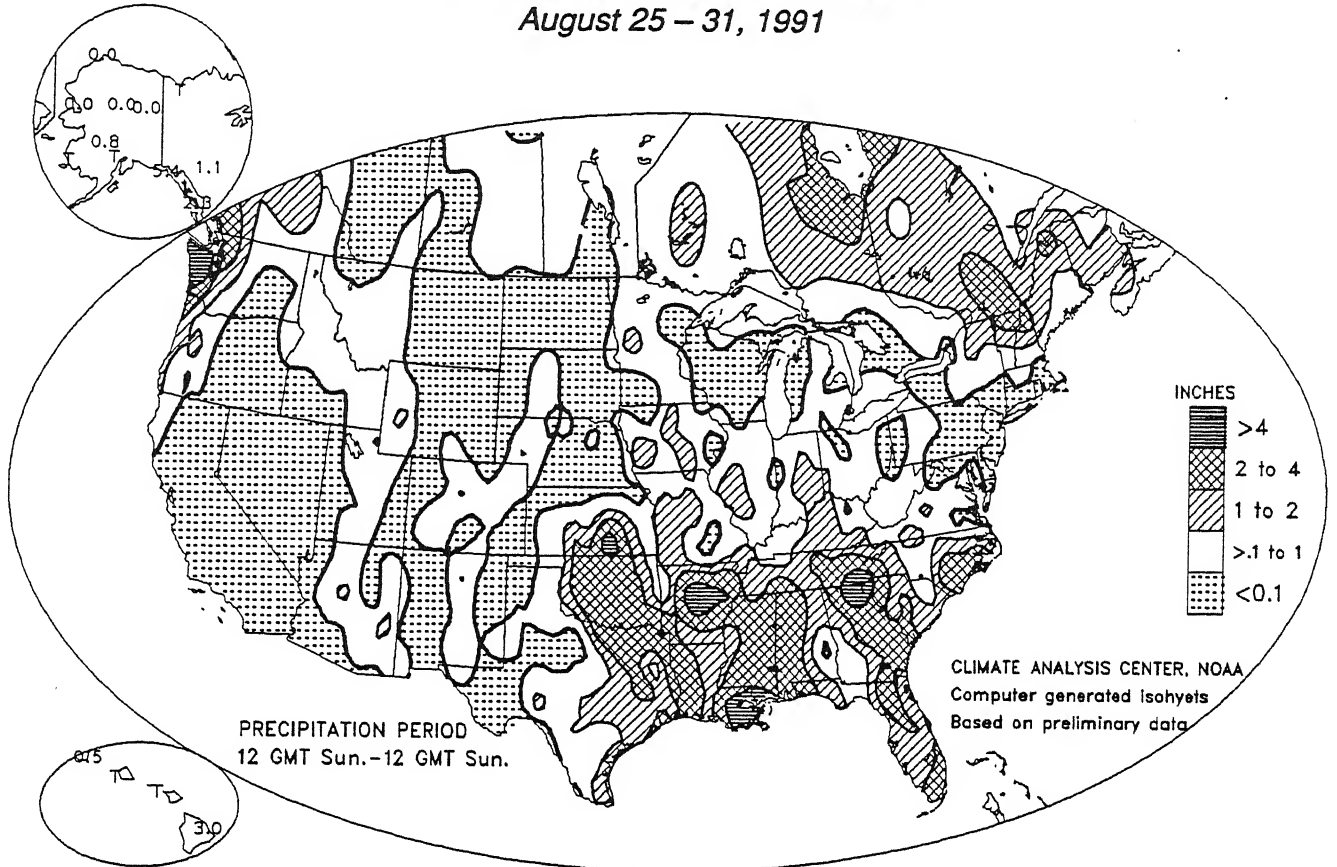 August 25 – 31, 1991
0.0
0.0 0.0 0.0
0.8
T T 1.1
INCHES
>4
2 to 4
1 to 2
>.1 to 1
<0.1
CLIMATE ANALYSIS CENTER, NOAA
Computer generated isohyets
Based on preliminary data
PRECIPITATION PERIOD
12 GMT Sun.-12 GMT Sun.
0.5
T
T
3.0